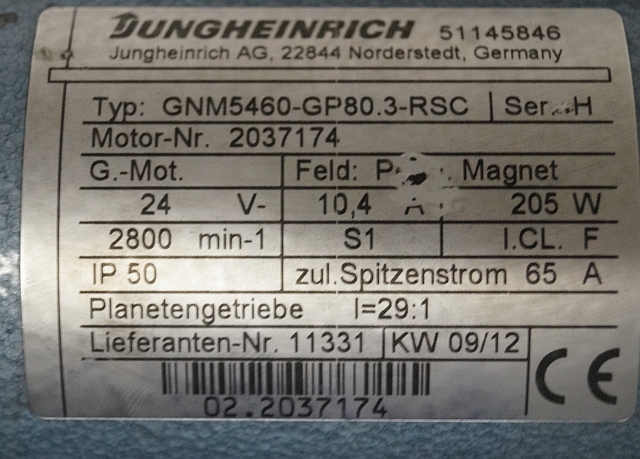 JUNGHEINRICH 51145846
Jungheinrich AG, 22844 Norderstedt, Germany
Typ: GNM5460-GP80.3-RSC Ser. H
Motor-Nr. 2037174
G.-Mot. Feld: Magnet
24 V- 10,4 A 205 W
2800 min-1 S1 I.CL. F
IP 50 zul.Spitzenstrom 65 A
Planetengetriebe I=29:1
Lieferanten-Nr. 11331 KW 09/12
CE
02.2037174